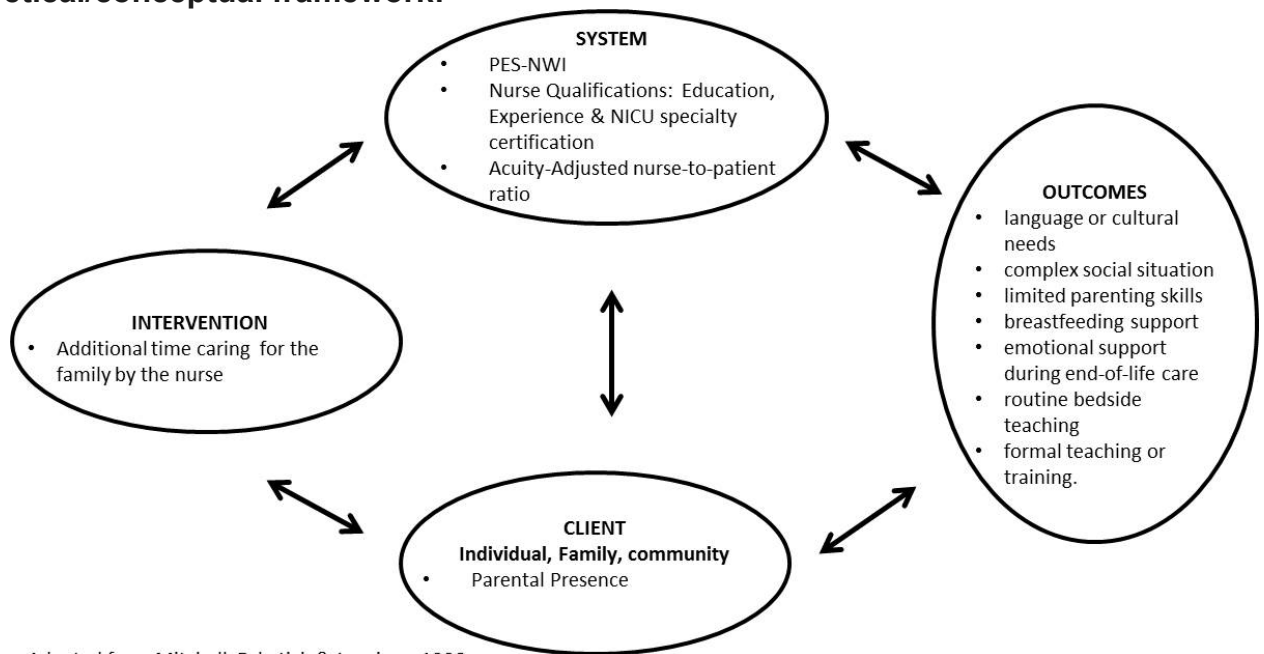 SYSTEM
• PES-NWI
• Nurse Qualifications: Education,
Experience & NICU specialty
certification
• Acuity-Adjusted nurse-to-patient
ratio
INTERVENTION
• Additional time caring for the
family by the nurse
CLIENT
Individual, Family, community
• Parental Presence
OUTCOMES
• language or cultural
needs
• complex social situation
• limited parenting skills
• breastfeeding support
• emotional support
during end-of-life care
• routine bedside
teaching
• formal teaching or
training.